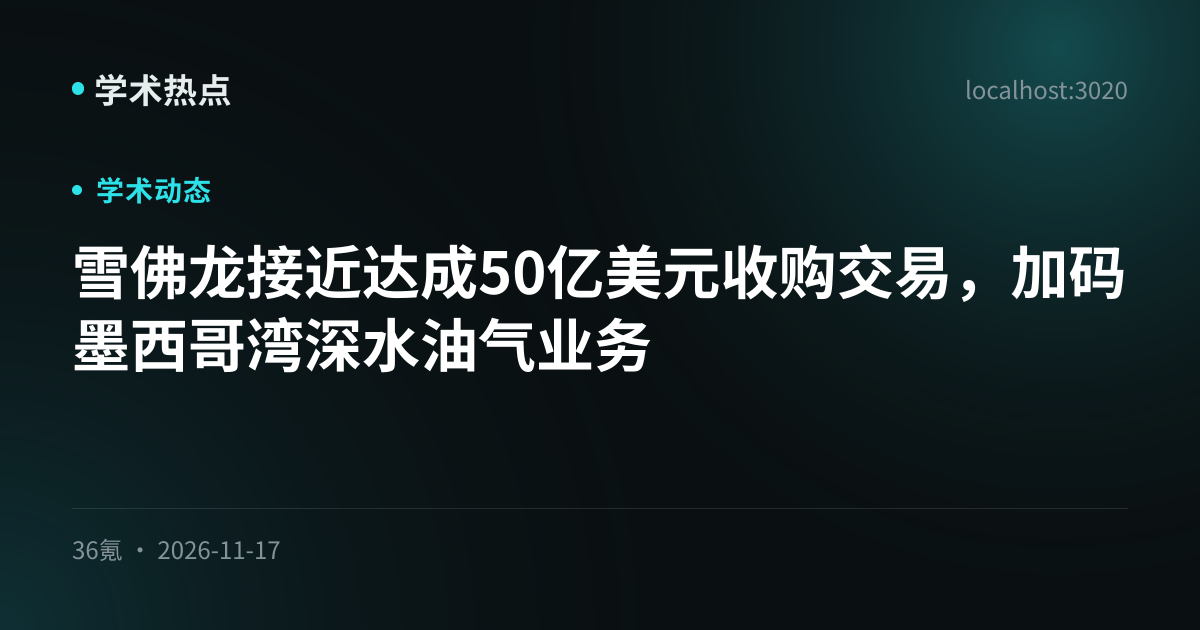 学术热点
localhost:3020
学术动态
雪佛龙接近达成50亿美元收购交易，加码
墨西哥湾深水油气业务
36氪 · 2026-11-17